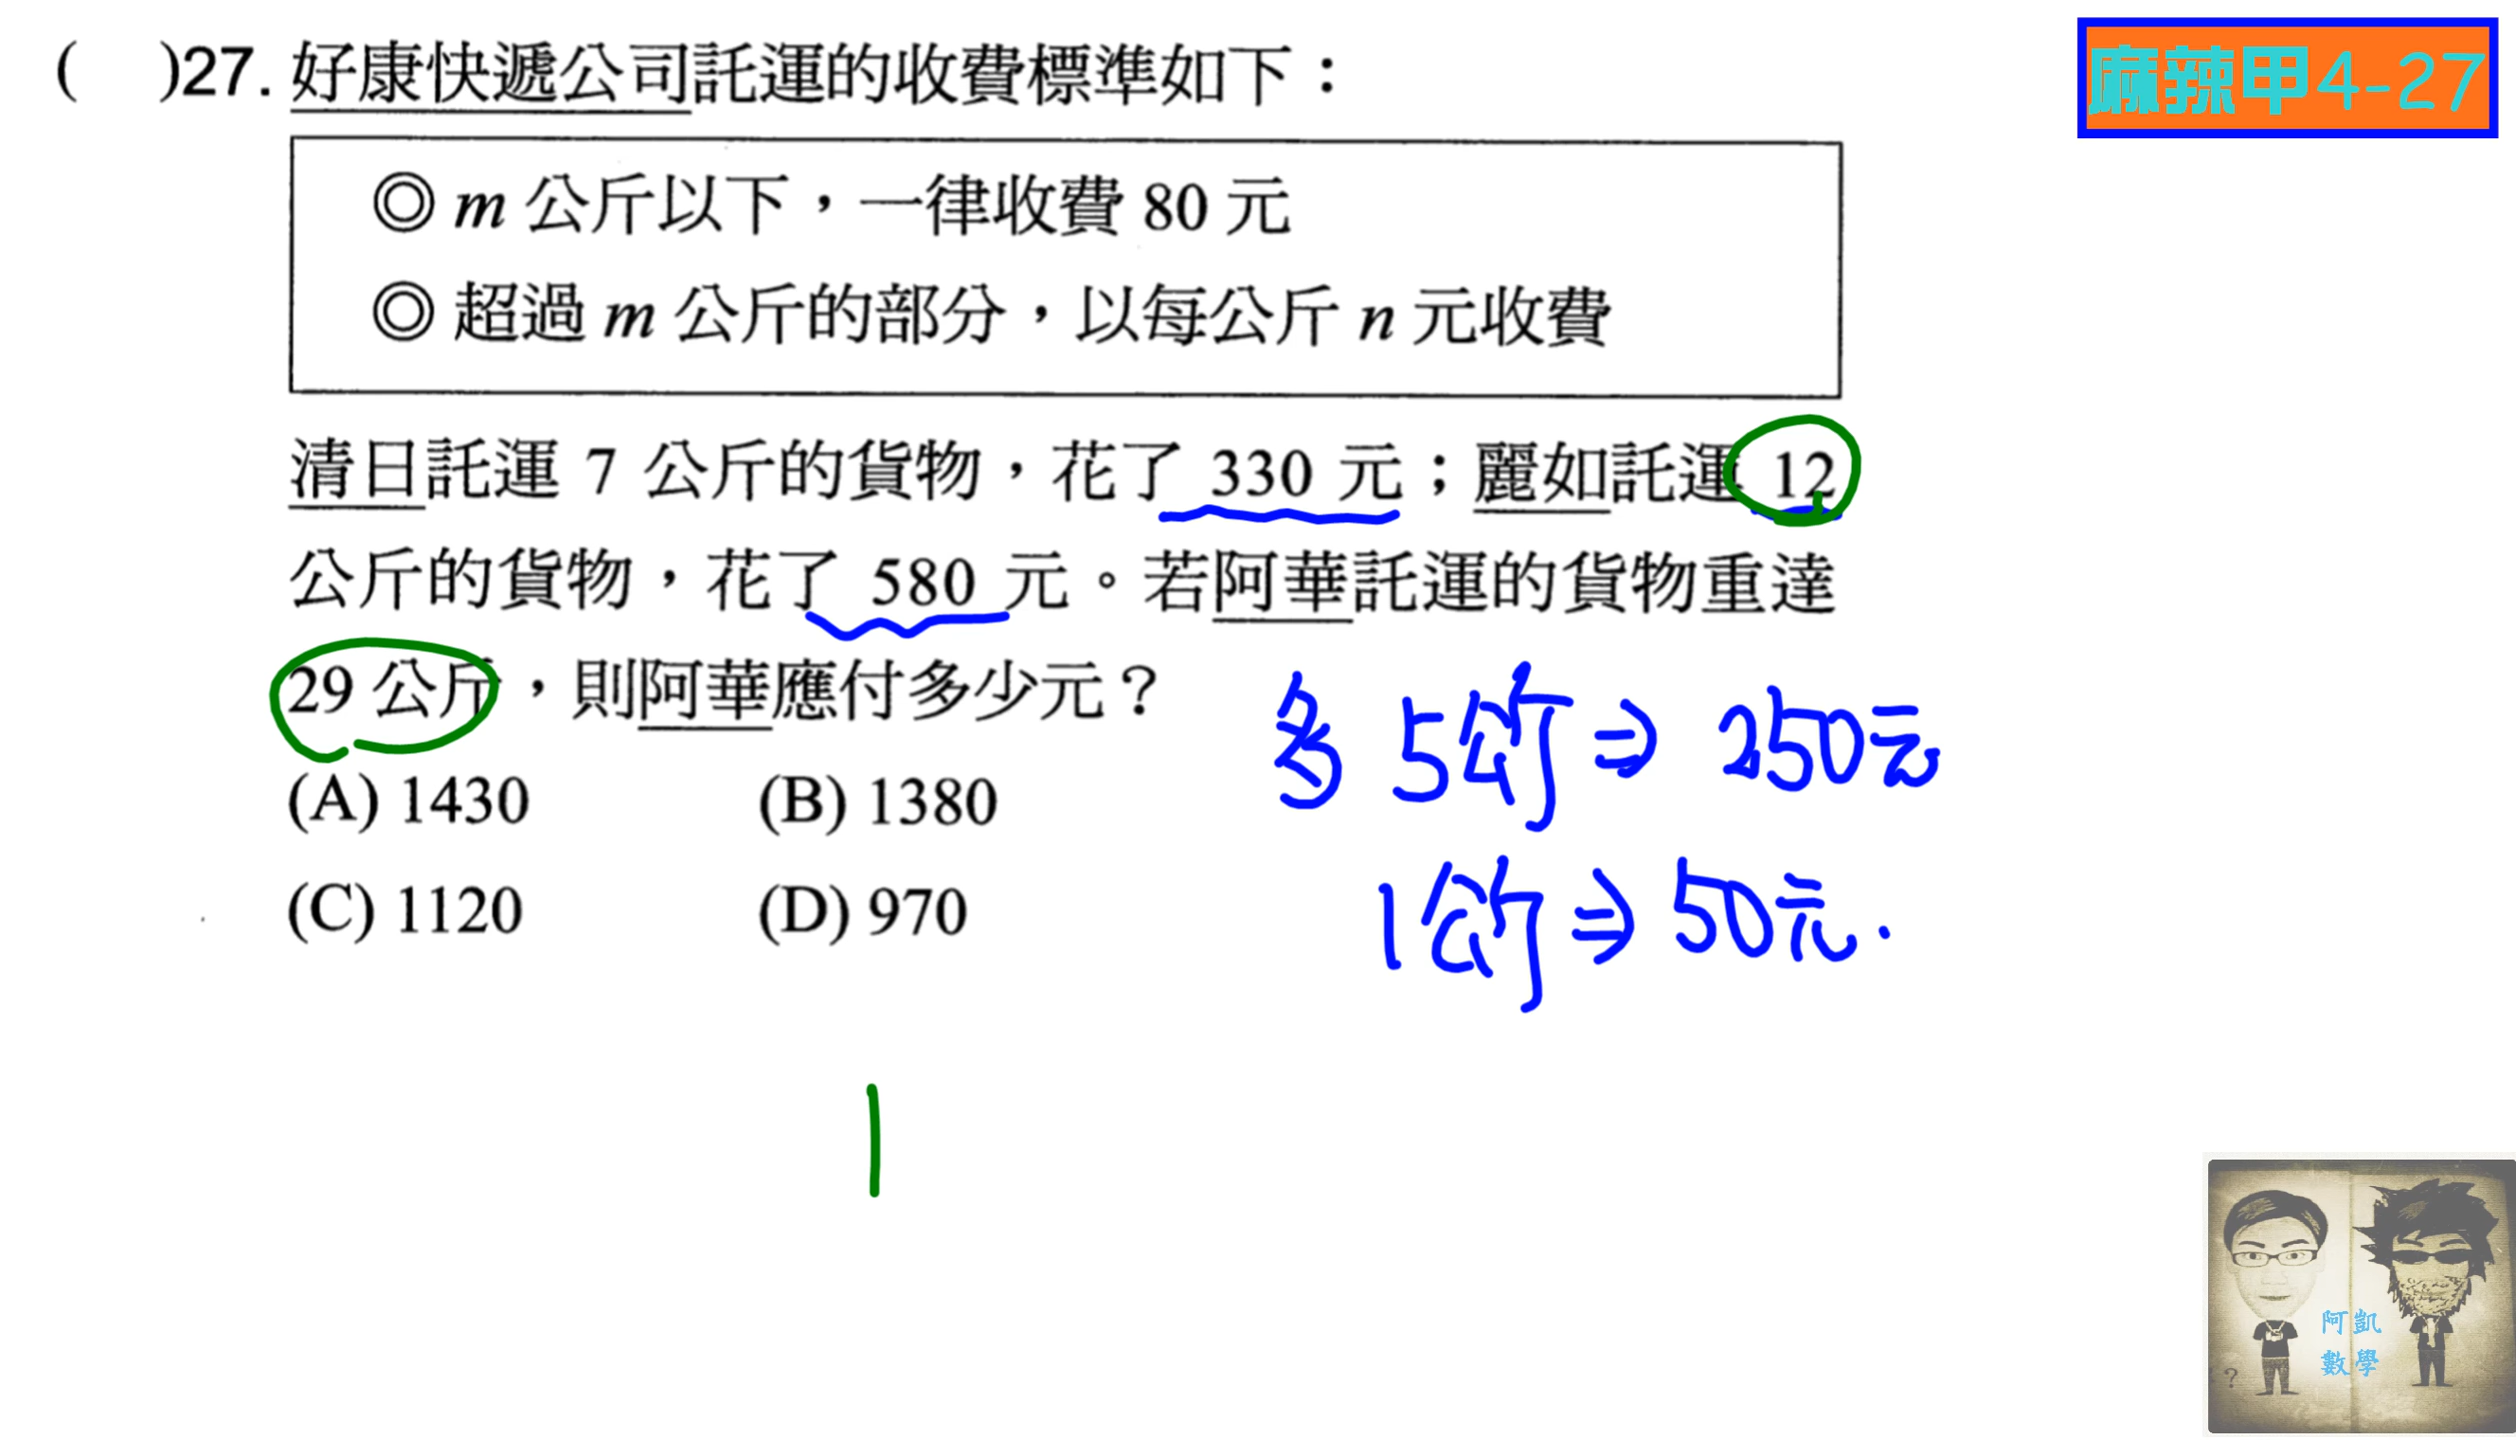 (　)27. 好康快遞公司託運的收費標準如下：
麻辣甲4-27
◎ m 公斤以下，一律收費 80 元
◎ 超過 m 公斤的部分，以每公斤 n 元收費
清日託運 7 公斤的貨物，花了 330 元；麗如託運 12
公斤的貨物，花了 580 元。若阿華託運的貨物重達
29 公斤，則阿華應付多少元？
(A) 1430　(B) 1380
(C) 1120　(D) 970
多 5公斤 ⇒ 250元
1公斤 ⇒ 50元.
1
阿凱
數學
?